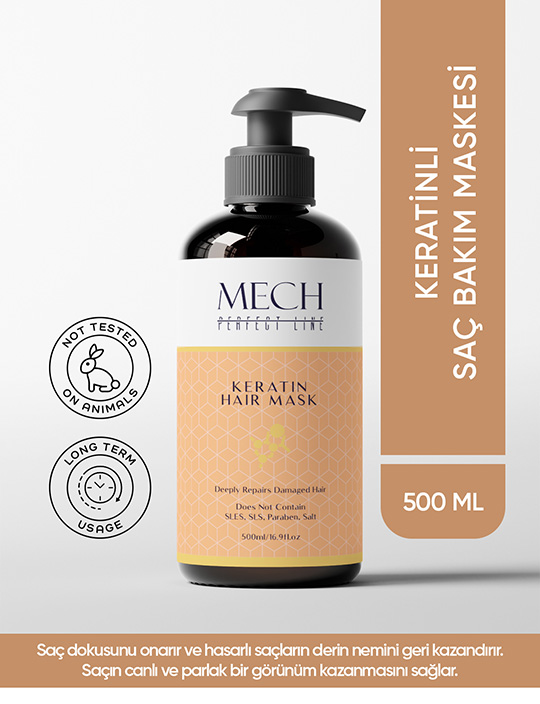 KERATİNLİ
SAÇ BAKIM MASKESİ
500 ML
MECH
PERFECT LINE
KERATIN
HAIR MASK
Deeply Repairs Damaged Hair
Does Not Contain
SLES, SLS, Paraben, Salt
500ml/16.9fl.oz
NOT TESTED
ON ANIMALS
LONG TERM
USAGE
Saç dokusunu onarır ve hasarlı saçların derin nemini geri kazandırır.
Saçın canlı ve parlak bir görünüm kazanmasını sağlar.